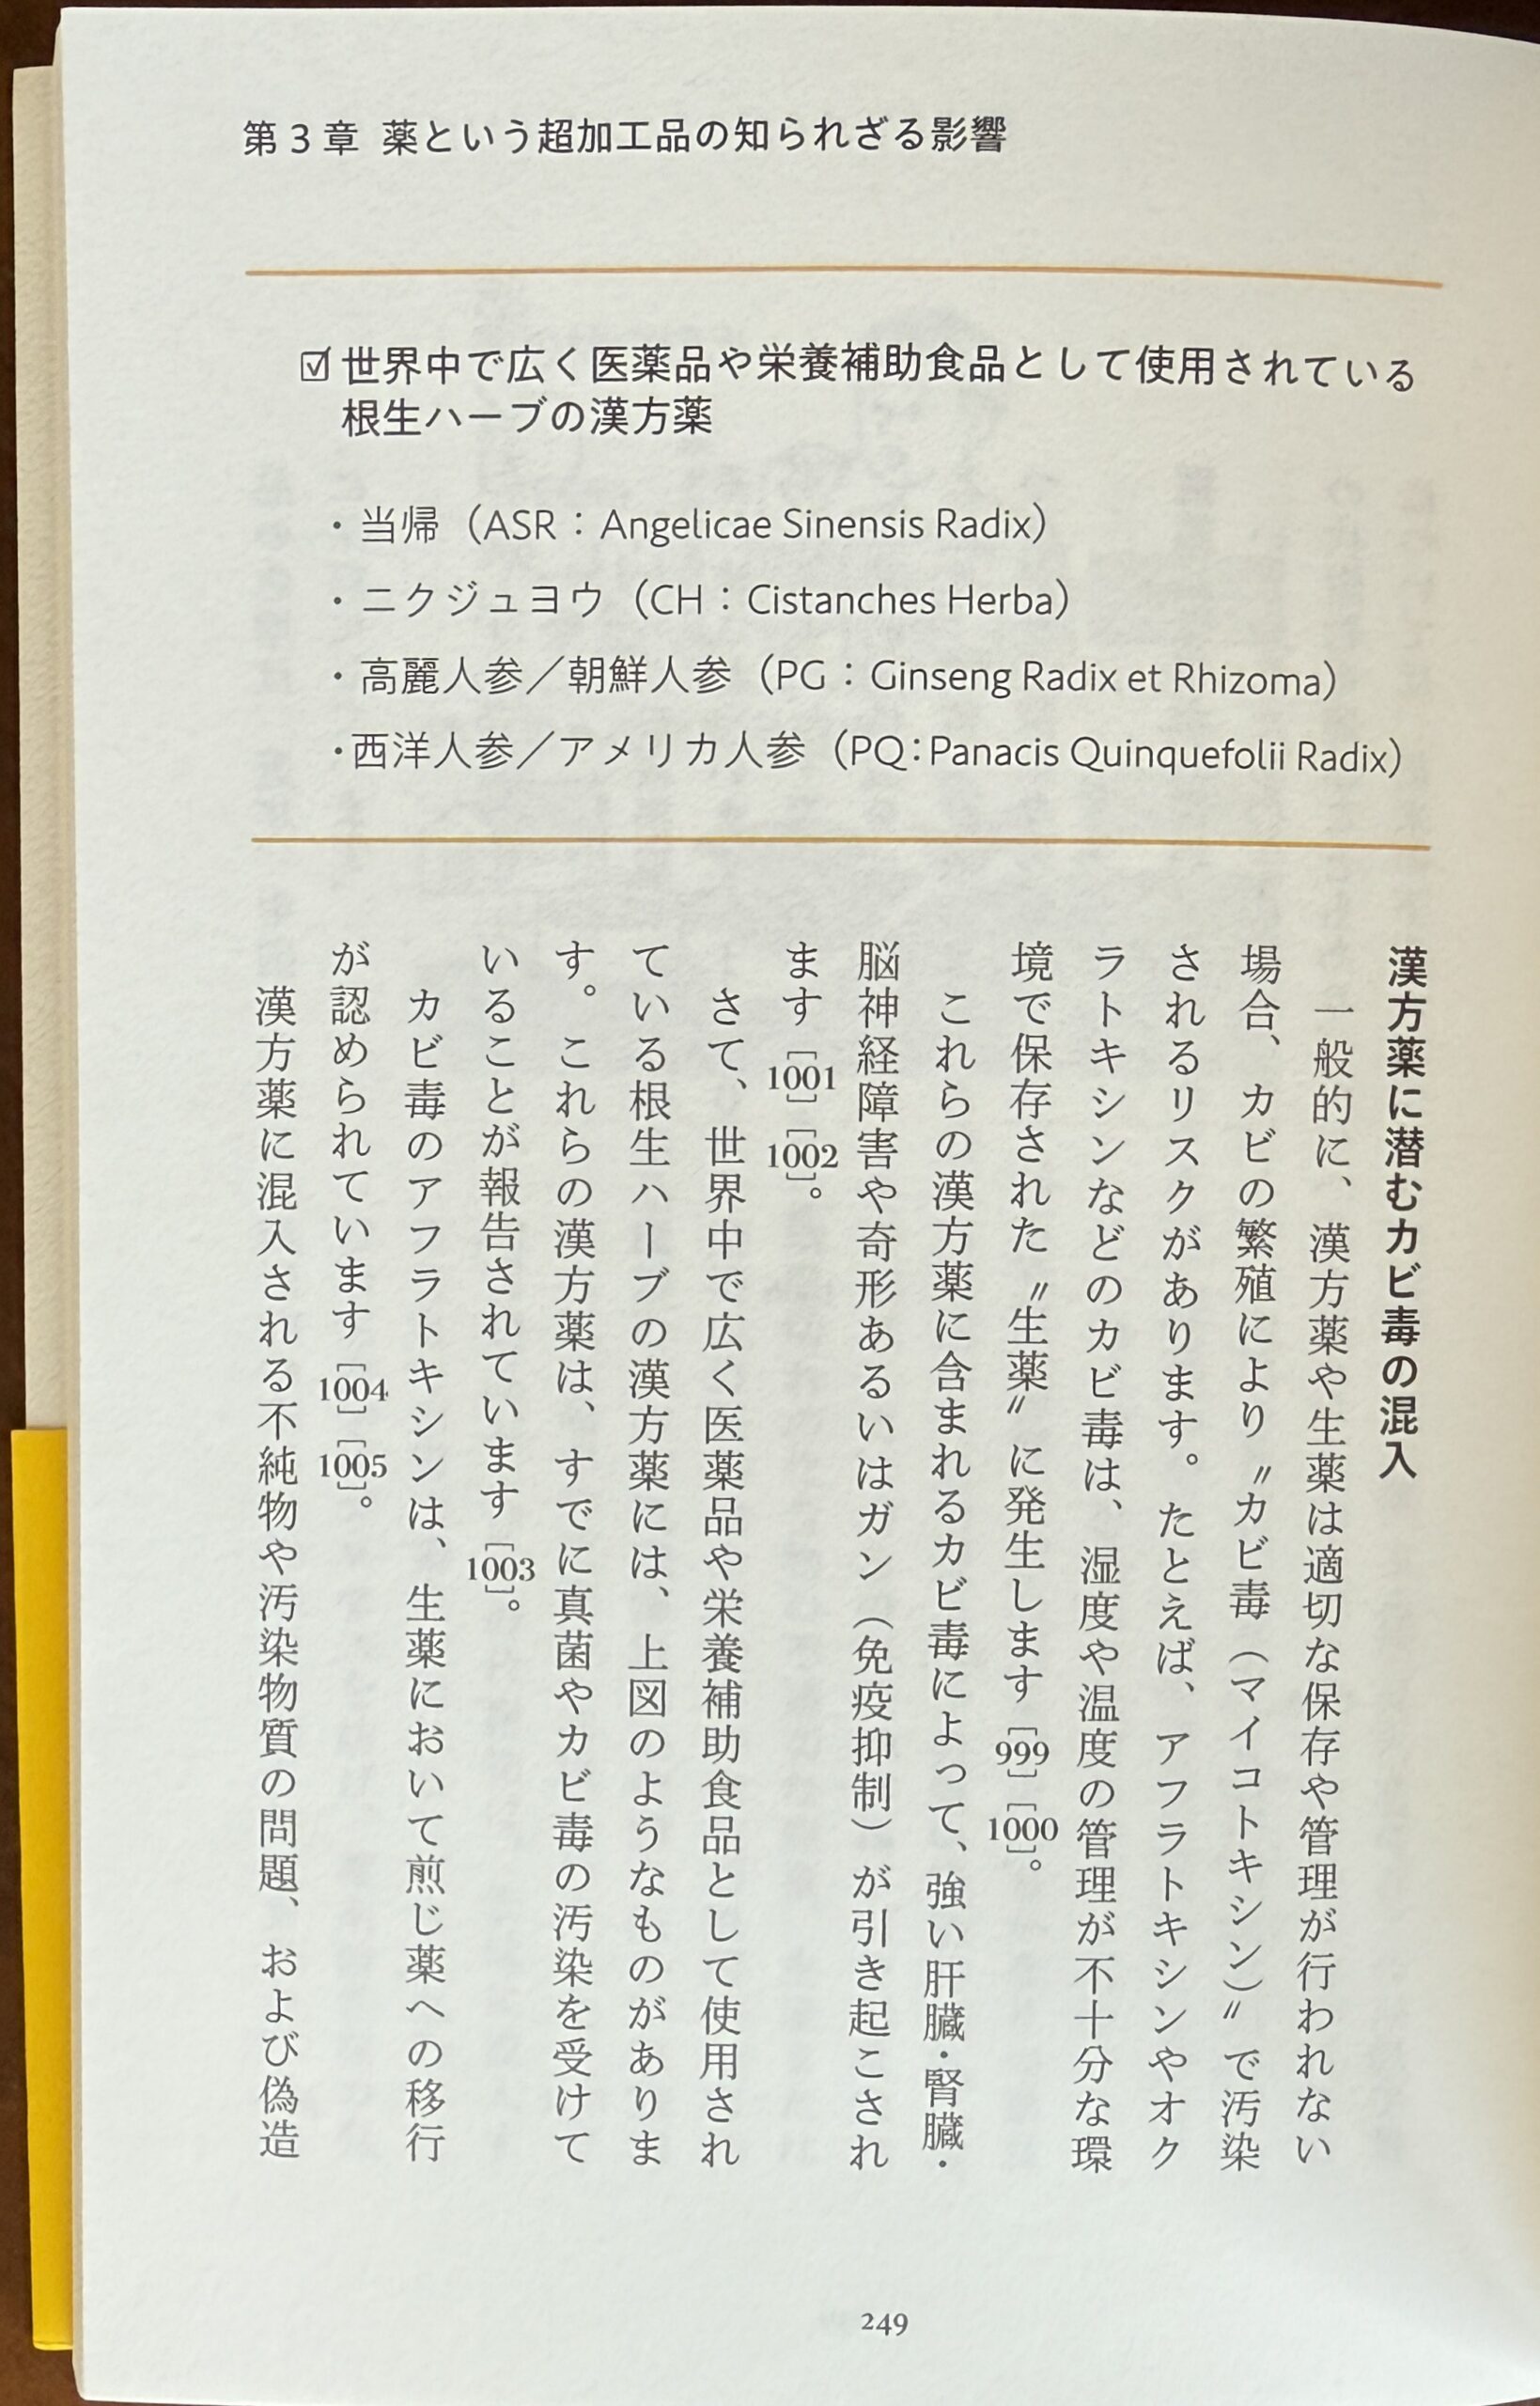 第3章 薬という超加工品の知られざる影響
☑世界中で広く医薬品や栄養補助食品として使用されている
根生ハーブの漢方薬
・当帰（ASR：Angelicae Sinensis Radix）
・ニクジュヨウ（CH：Cistanches Herba）
・高麗人参／朝鮮人参（PG：Ginseng Radix et Rhizoma）
・西洋人参／アメリカ人参（PQ：Panacis Quinquefolii Radix）
漢方薬に潜むカビ毒の混入
一般的に、漢方薬や生薬は適切な保存や管理が行われない
場合、カビの繁殖により〝カビ毒（マイコトキシン）〟で汚染
されるリスクがあります。たとえば、アフラトキシンやオク
ラトキシンなどのカビ毒は、湿度や温度の管理が不十分な環
境で保存された〝生薬〟に発生します［999］［1000］。
これらの漢方薬に含まれるカビ毒によって、強い肝臓・腎臓・
脳神経障害や奇形あるいはガン（免疫抑制）が引き起こされ
ます［1001］［1002］。
さて、世界中で広く医薬品や栄養補助食品として使用され
ている根生ハーブの漢方薬には、上図のようなものがありま
す。これらの漢方薬は、すでに真菌やカビ毒の汚染を受けて
いることが報告されています［1003］。
カビ毒のアフラトキシンは、生薬において煎じ薬への移行
が認められています［1004］［1005］。
漢方薬に混入される不純物や汚染物質の問題、および偽造
249